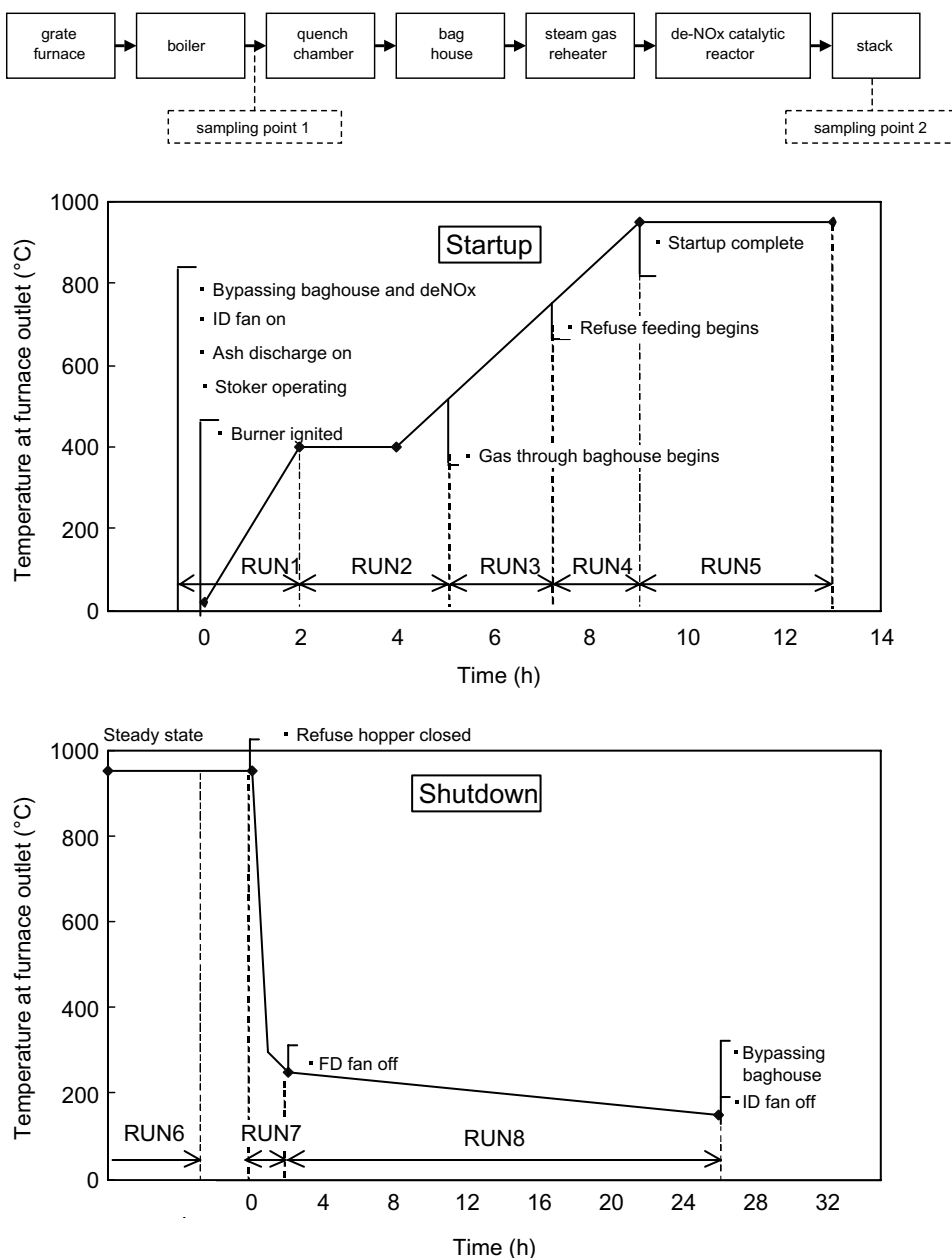 grate
furnace
boiler
quench
chamber
bag
house
steam gas
reheater
de-NOx catalytic
reactor
stack
sampling point 1
sampling point 2
Startup
Temperature at furnace outlet (°C)
1000
800
600
400
200
0
· Bypassing baghouse and deNOx
· ID fan on
· Ash discharge on
· Stoker operating
· Burner ignited
· Startup complete
· Refuse feeding begins
· Gas through baghouse begins
RUN1
RUN2
RUN3
RUN4
RUN5
0 2 4 6 8 10 12 14
Time (h)
Steady state
· Refuse hopper closed
Shutdown
Temperature at furnace outlet (°C)
1000
800
600
400
200
0
· FD fan off
· Bypassing
baghouse
· ID fan off
RUN6
RUN7
RUN8
0 4 8 12 16 20 24 26 32
Time (h)